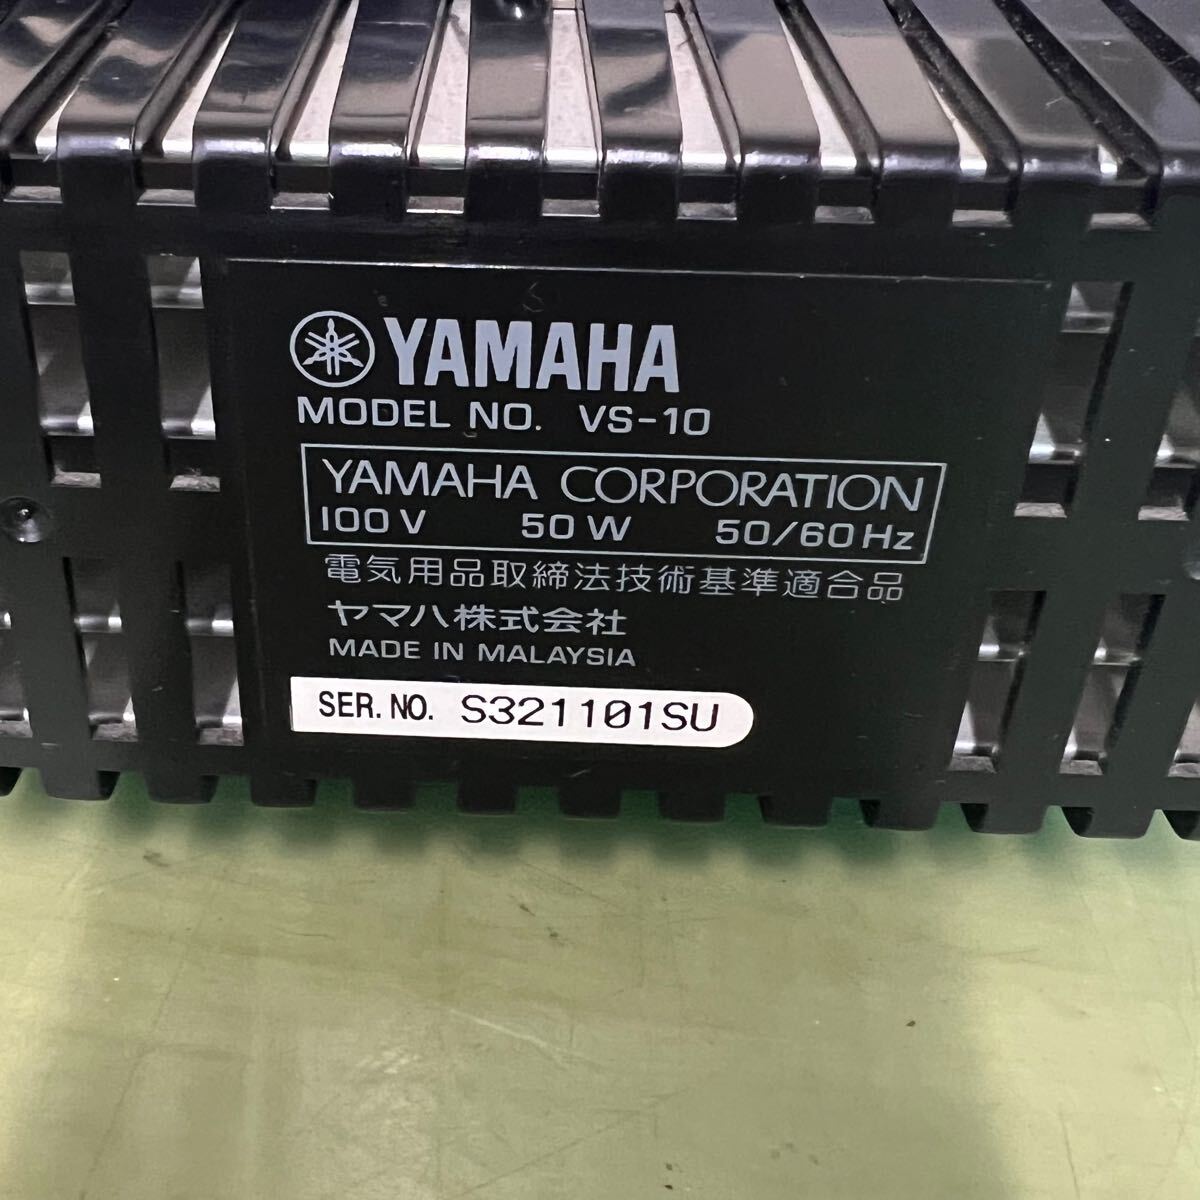 YAMAHA
MODEL NO. VS-10
YAMAHA CORPORATION
100V 50W 50/60Hz
電気用品取締法技術基準適合品
ヤマハ株式会社
MADE IN MALAYSIA
SER. NO. S321101SU